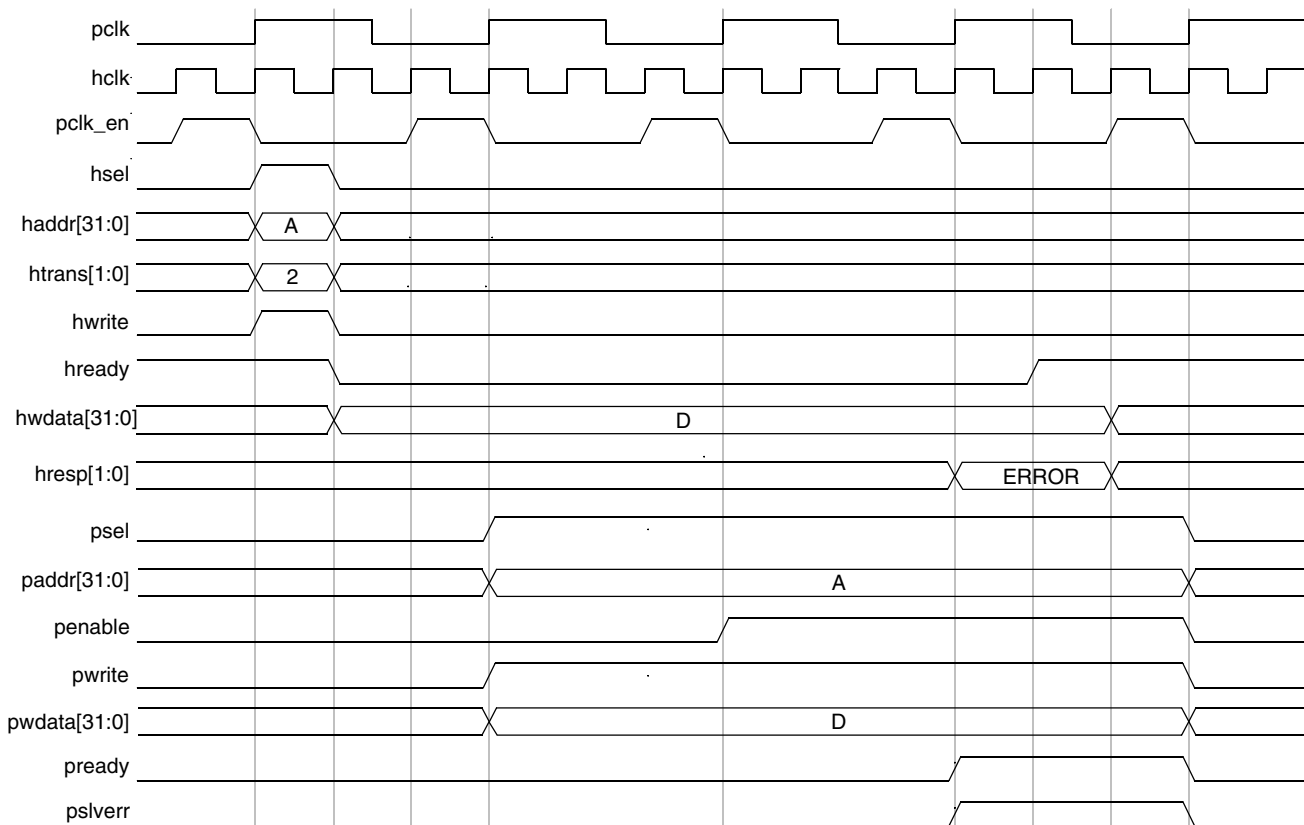 pclk
hclk
pclk_en
hsel
haddr[31:0]
A
htrans[1:0]
2
hwrite
hready
hwdata[31:0]
D
hresp[1:0]
ERROR
psel
paddr[31:0]
A
penable
pwrite
pwdata[31:0]
D
pready
pslverr